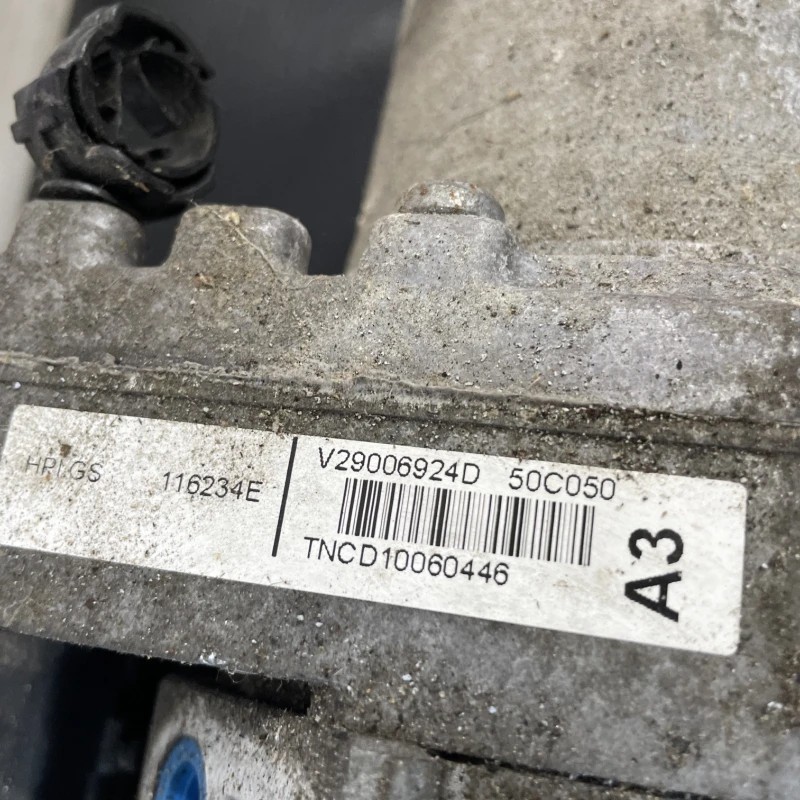 HPI.GS 116234E
V29006924D 50C050
TNCD10060446
A3